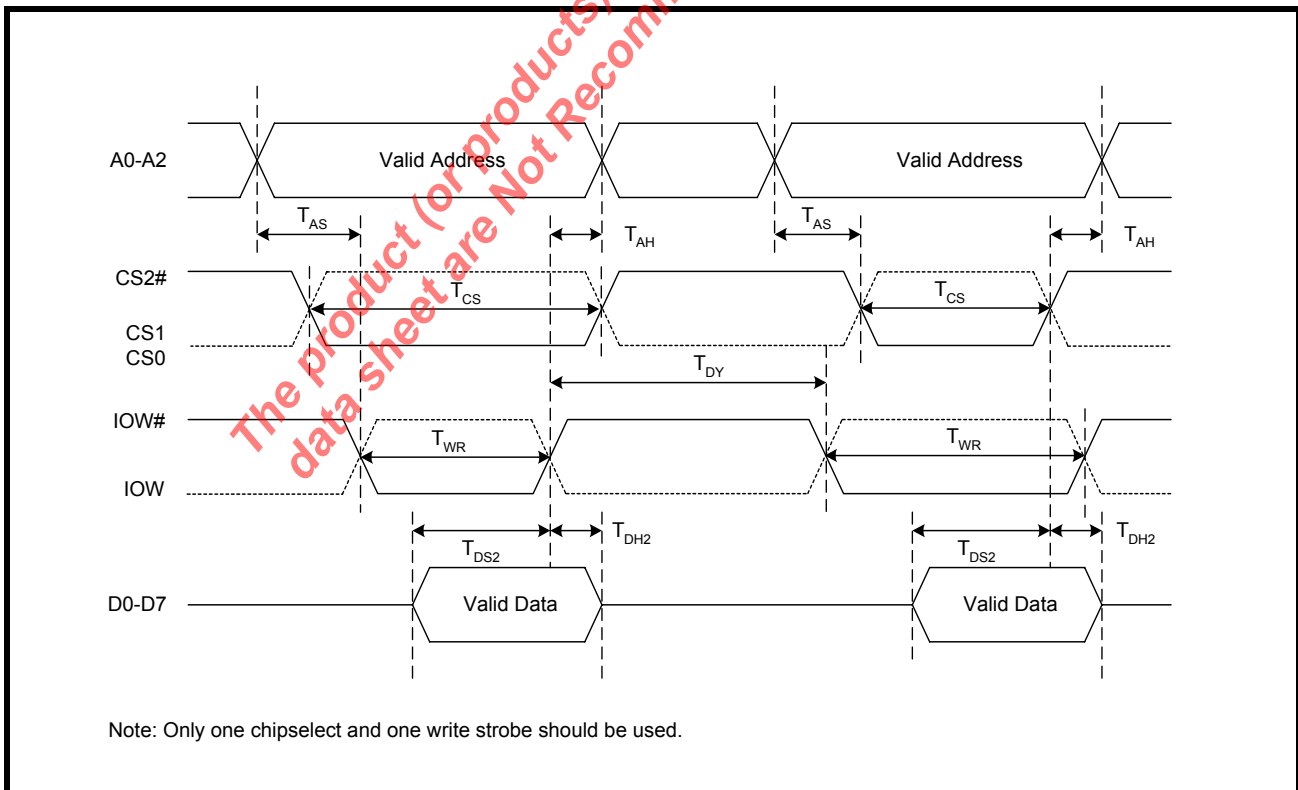 The product (or products)
data sheet are Not Recom
A0-A2
Valid Address
Valid Address
TAS
TAH
TAS
TAH
CS2#
TCS
TCS
CS1
CS0
TDY
IOW#
TWR
TWR
IOW
TDS2
TDH2
TDS2
TDH2
D0-D7
Valid Data
Valid Data
Note: Only one chipselect and one write strobe should be used.